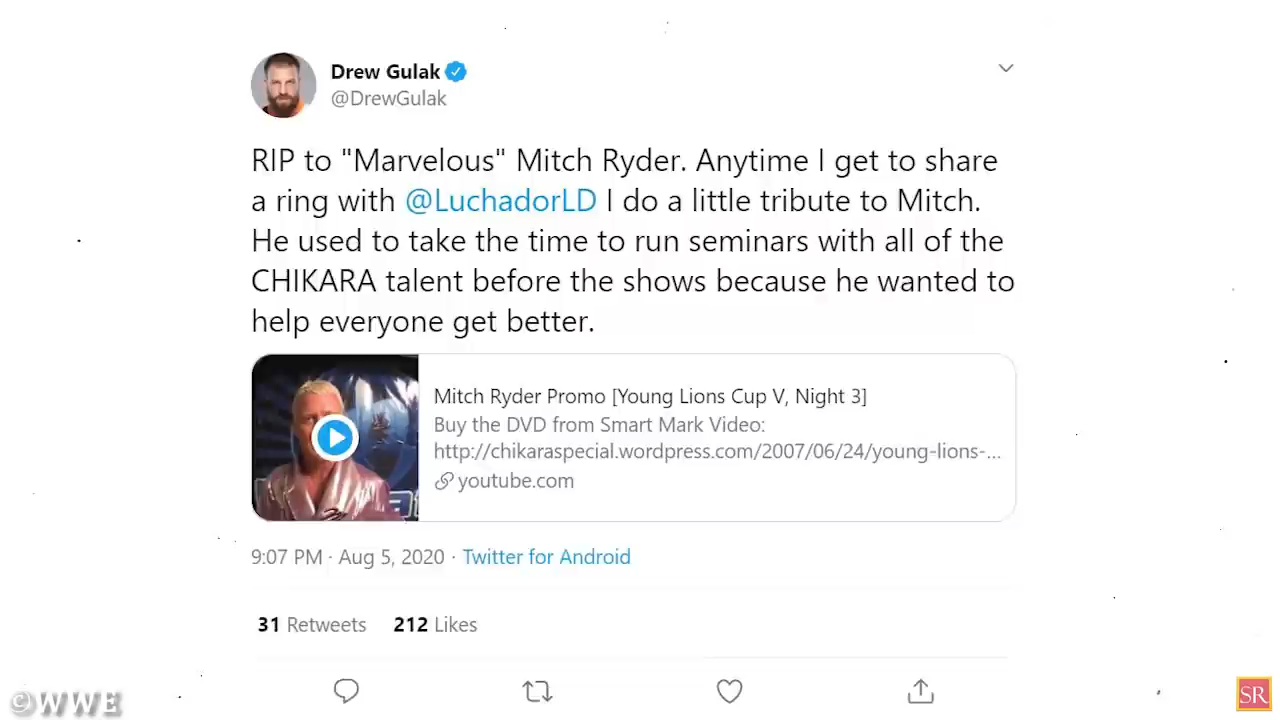 Drew Gulak
@DrewGulak
RIP to "Marvelous" Mitch Ryder. Anytime I get to share
a ring with @LuchadorLD I do a little tribute to Mitch.
He used to take the time to run seminars with all of the
CHIKARA talent before the shows because he wanted to
help everyone get better.
Mitch Ryder Promo [Young Lions Cup V, Night 3]
Buy the DVD from Smart Mark Video:
http://chikaraspecial.wordpress.com/2007/06/24/young-lions-...
youtube.com
9:07 PM · Aug 5, 2020 · Twitter for Android
31 Retweets 212 Likes
©WWE
SR